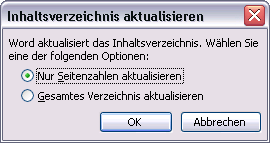 Inhaltsverzeichnis aktualisieren
Word aktualisiert das Inhaltsverzeichnis. Wählen Sie
eine der folgenden Optionen:
Nur Seitenzahlen aktualisieren
Gesamtes Verzeichnis aktualisieren
OK
Abbrechen